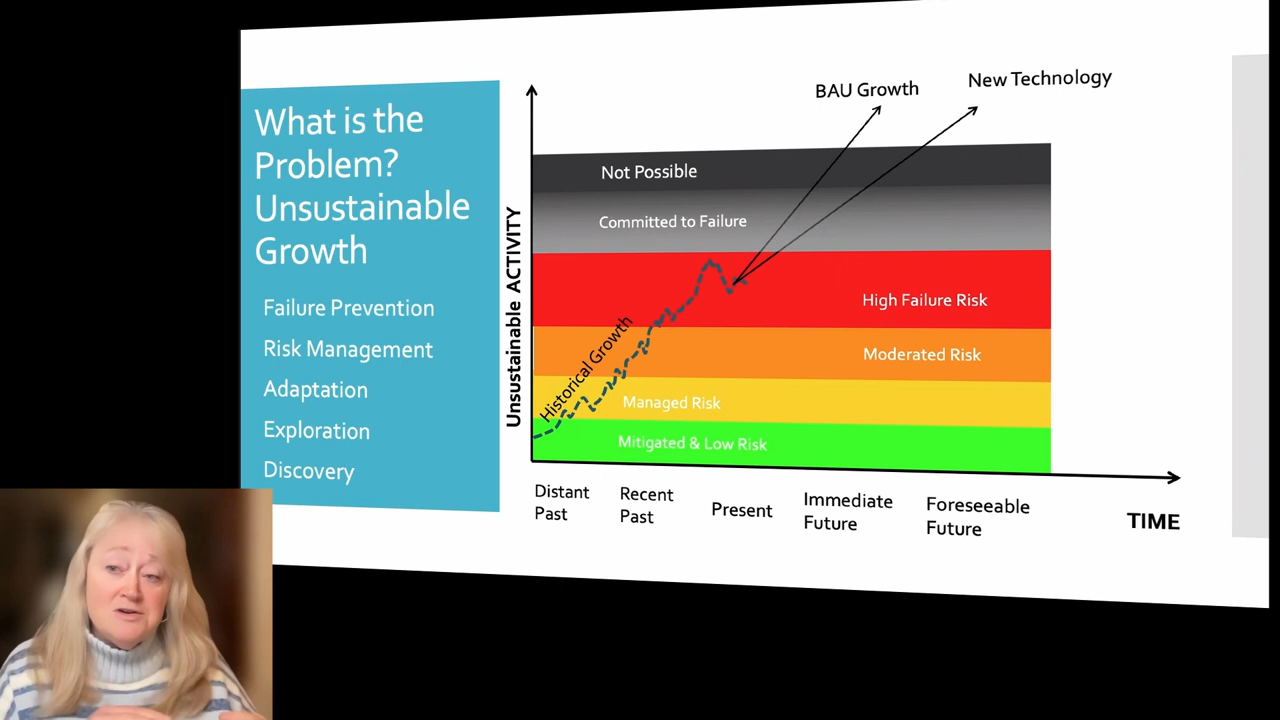 What is the
Problem?
Unsustainable
Growth
Failure Prevention
Risk Management
Adaptation
Exploration
Discovery
BAU Growth
New Technology
Not Possible
Committed to Failure
High Failure Risk
Moderated Risk
Managed Risk
Mitigated & Low Risk
Historical Growth
Unsustainable ACTIVITY
Distant
Past
Recent
Past
Present
Immediate
Future
Foreseeable
Future
TIME